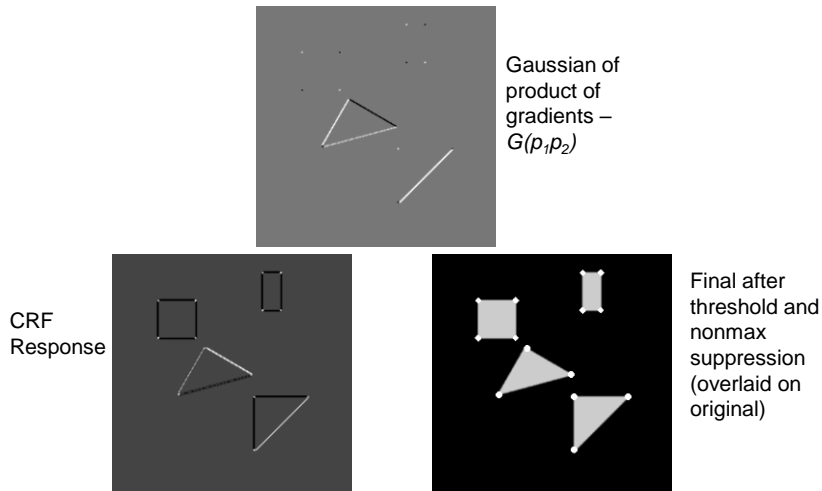 Gaussian of
product of
gradients –
G(p₁p₂)
CRF
Response
Final after
threshold and
nonmax
suppression
(overlaid on
original)